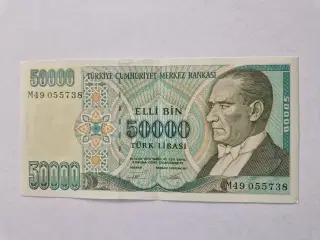 50000
TÜRKİYE CUMHURİYET MERKEZ BANKASI
M49 055738
ELLİ BİN
50000
TÜRK LİRASI
50000
50000
M49 055738